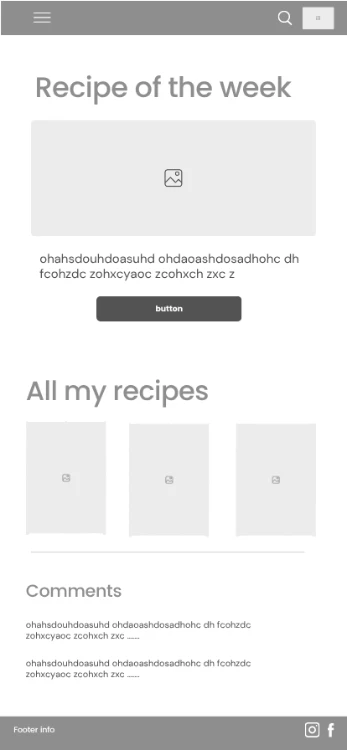 Recipe of the week
ohahsdouhdoasuhd ohdaoashdosadhohc dh
fcohzdc zohxcyaoc zcohxch zxc z
button
All my recipes
Comments
ohahsdouhdoasuhd ohdaoashdosadhohc dh fcohzdc
zohxcyaoc zcohxch zxc .......
ohahsdouhdoasuhd ohdaoashdosadhohc dh fcohzdc
zohxcyaoc zcohxch zxc .......
Footer info